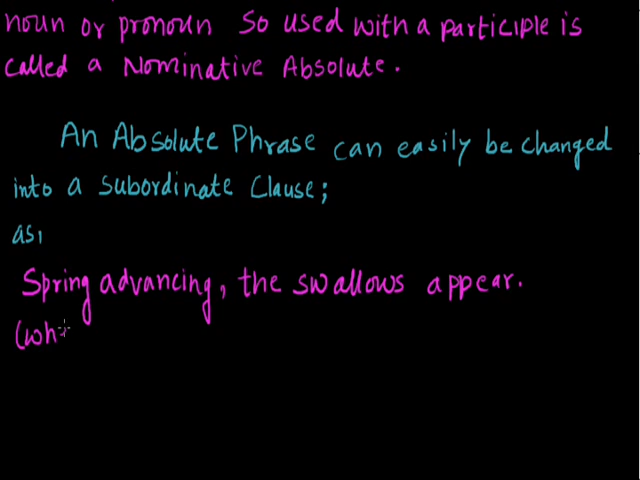 noun or pronoun so used with a participle is
called a Nominative Absolute.
An Absolute Phrase can easily be changed
into a subordinate Clause;
as,
Spring advancing, the swallows appear.
(wh